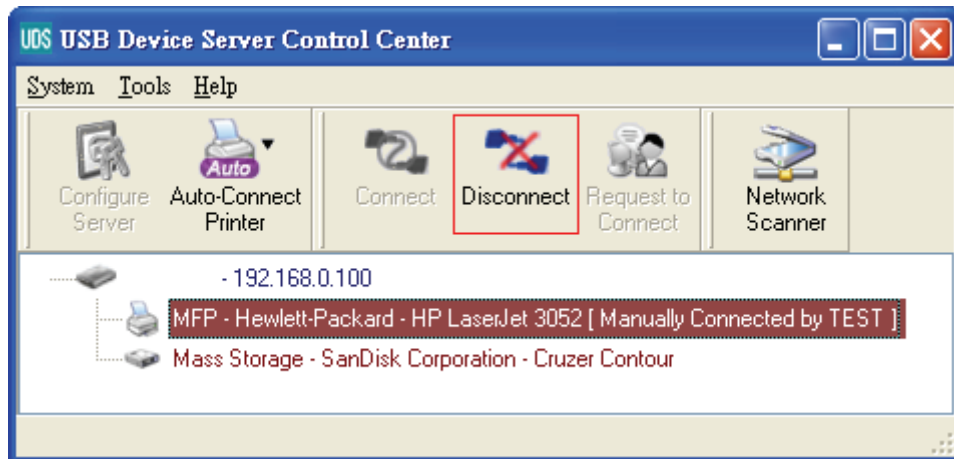 UDS USB Device Server Control Center
System Tools Help
Auto
Configure Server
Auto-Connect Printer
Connect
Disconnect
Request to Connect
Network Scanner
- 192.168.0.100
MFP - Hewlett-Packard - HP LaserJet 3052 [ Manually Connected by TEST ]
Mass Storage - SanDisk Corporation - Cruzer Contour